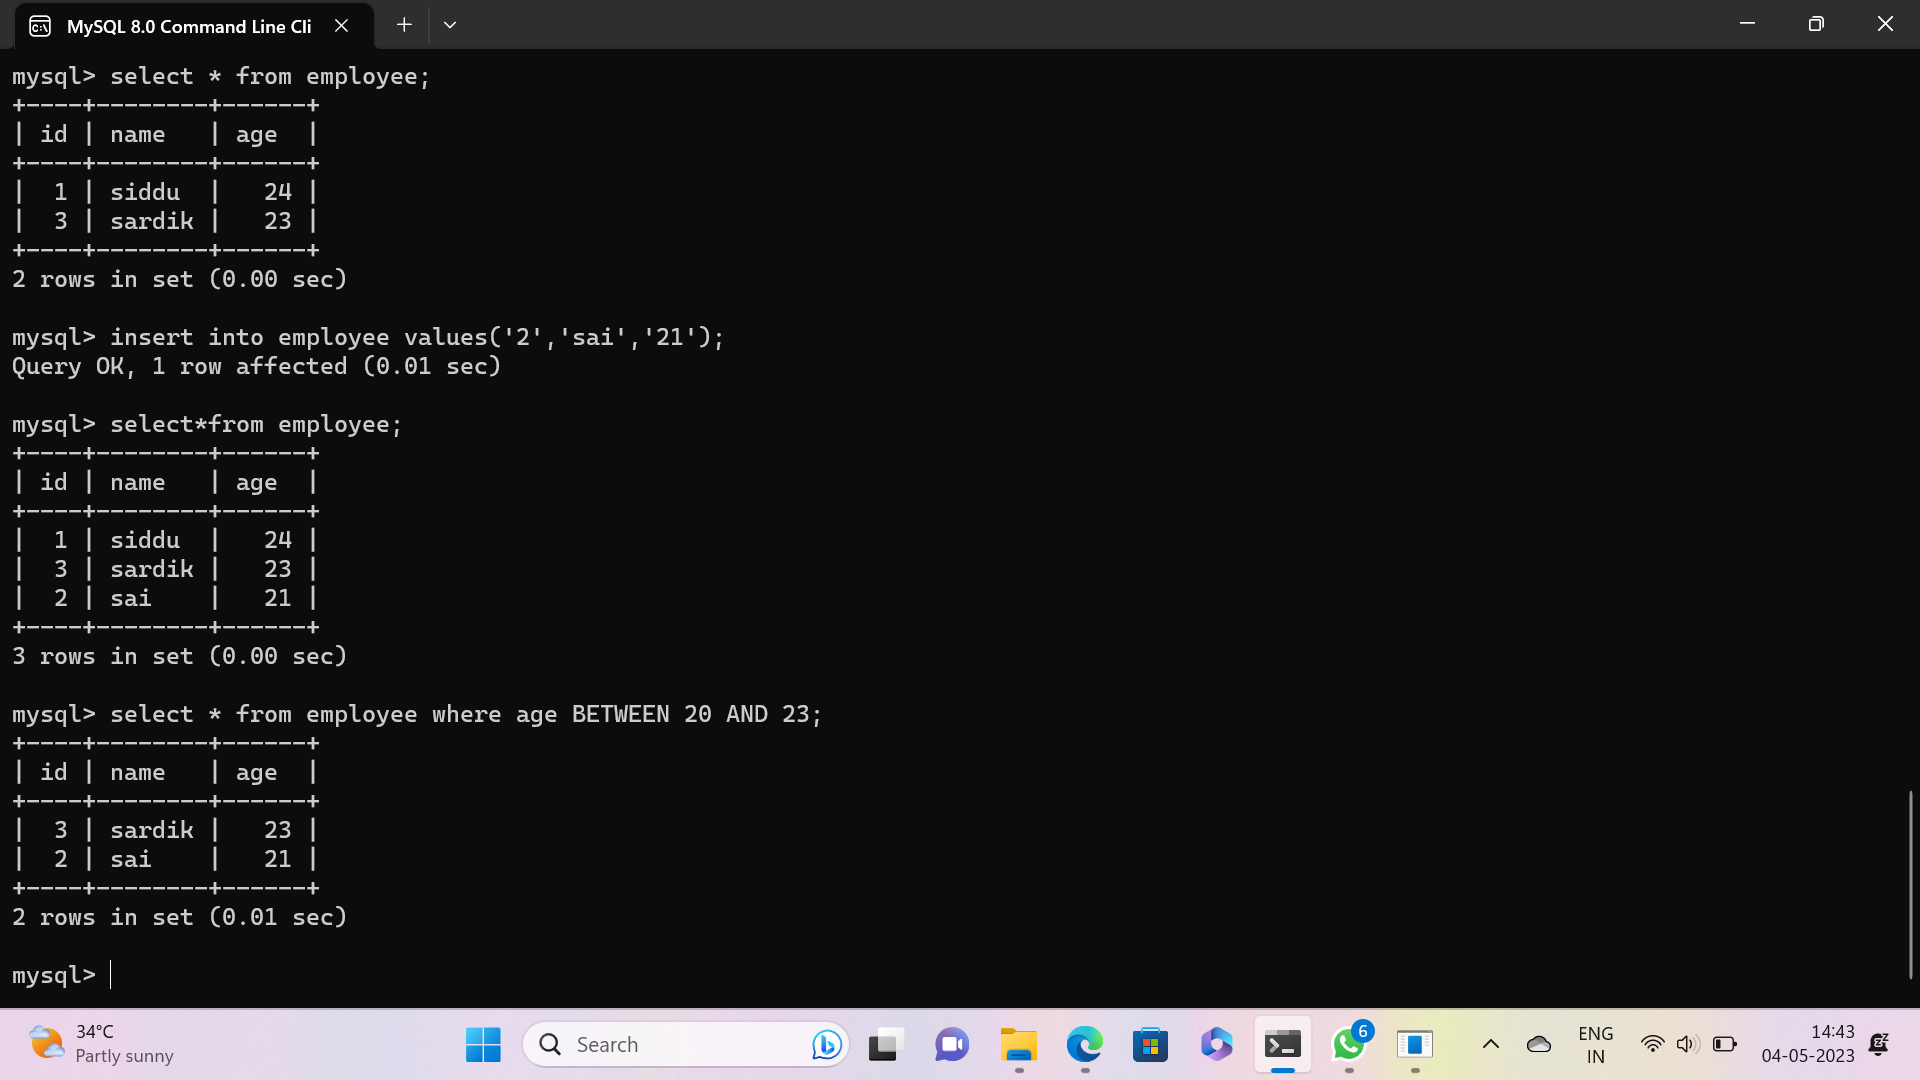 MySQL 8.0 Command Line Cli
mysql> select * from employee;
+----+--------+------+
| id | name   | age  |
+----+--------+------+
|  1 | siddu  |   24 |
|  3 | sardik |   23 |
+----+--------+------+
2 rows in set (0.00 sec)
mysql> insert into employee values('2','sai','21');
Query OK, 1 row affected (0.01 sec)
mysql> select*from employee;
+----+--------+------+
| id | name   | age  |
+----+--------+------+
|  1 | siddu  |   24 |
|  3 | sardik |   23 |
|  2 | sai    |   21 |
+----+--------+------+
3 rows in set (0.00 sec)
mysql> select * from employee where age BETWEEN 20 AND 23;
+----+--------+------+
| id | name   | age  |
+----+--------+------+
|  3 | sardik |   23 |
|  2 | sai    |   21 |
+----+--------+------+
2 rows in set (0.01 sec)
mysql>
34°C
Partly sunny
Search
6
ENG
IN
14:43
04-05-2023